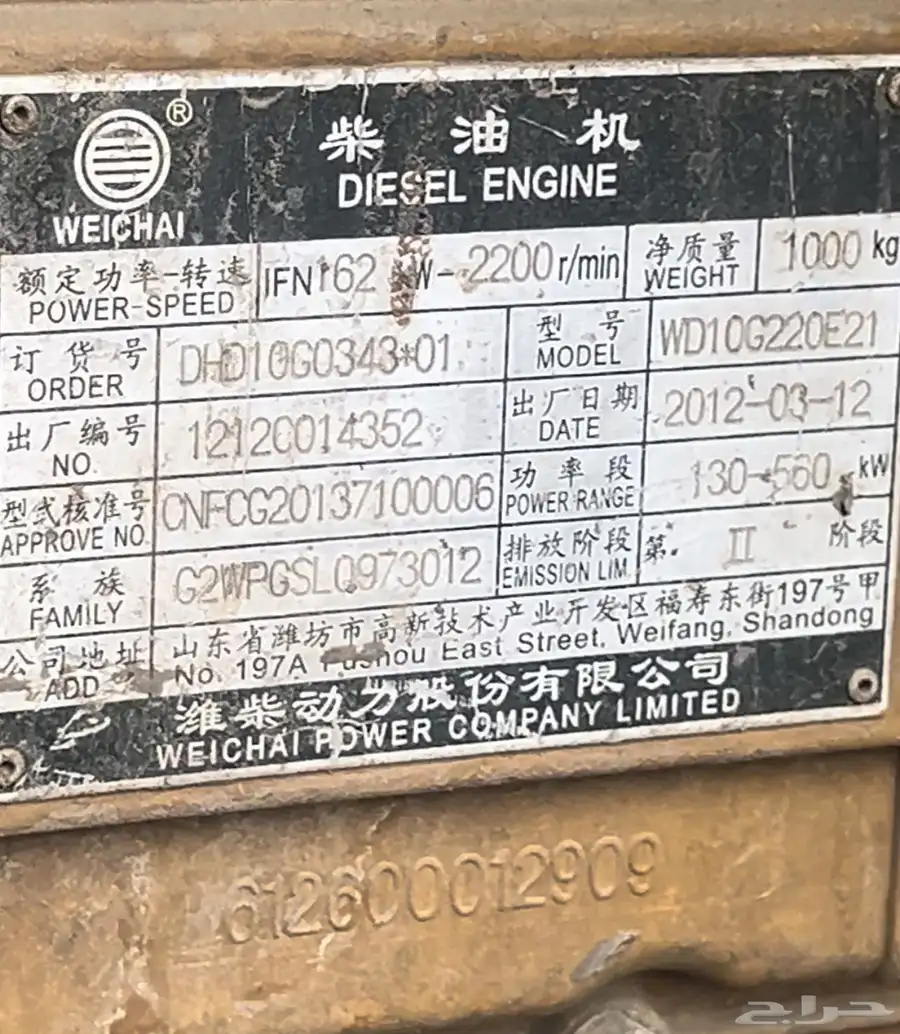 ®
柴油机
DIESEL ENGINE
WEICHAI
额定功率-转速 IFN162 kW-2200r/min 净质量 1000 kg
POWER-SPEED WEIGHT
订货号 DHD10G0343*01 型号 WD10G220E21
ORDER MODEL
出厂编号 1212C014352 出厂日期 2012-03-12
NO. DATE
型式核准号 CNFCG20137100006 功率段 130-560 kW
APPROVE NO. POWER RANGE
系族 G2WPGSL0973012 排放阶段 第 II 阶段
FAMILY EMISSION LIM.
公司地址 山东省潍坊市高新技术产业开发区福寿东街197号甲
ADD No. 197A Fushou East Street, Weifang, Shandong
潍柴动力股份有限公司
WEICHAI POWER COMPANY LIMITED
612600012909
حراج